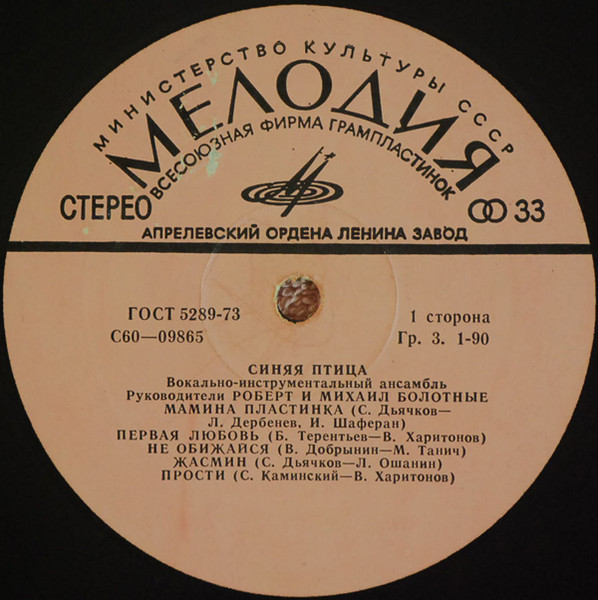 МИНИСТЕРСТВО КУЛЬТУРЫ СССР
МЕЛОДИЯ
ВСЕСОЮЗНАЯ ФИРМА ГРАМПЛАСТИНОК
СТЕРЕО
33
АПРЕЛЕВСКИЙ ОРДЕНА ЛЕНИНА ЗАВОД
ГОСТ 5289-73
1 сторона
С60—09865
Гр. 3. 1-90
СИНЯЯ ПТИЦА
Вокально-инструментальный ансамбль
Руководители РОБЕРТ И МИХАИЛ БОЛОТНЫЕ
МАМИНА ПЛАСТИНКА (С. Дьячков—
Л. Дербенев, И. Шаферан)
ПЕРВАЯ ЛЮБОВЬ (Б. Терентьев—В. Харитонов)
НЕ ОБИЖАЙСЯ (В. Добрынин—М. Танич)
ЖАСМИН (С. Дьячков—Л. Ошанин)
ПРОСТИ (С. Каминский—В. Харитонов)